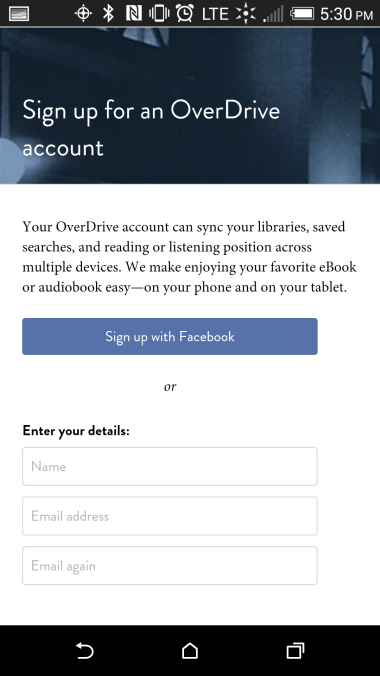 LTE 5:30 PM
Sign up for an OverDrive
account
Your OverDrive account can sync your libraries, saved
searches, and reading or listening position across
multiple devices. We make enjoying your favorite eBook
or audiobook easy—on your phone and on your tablet.
Sign up with Facebook
or
Enter your details:
Name
Email address
Email again